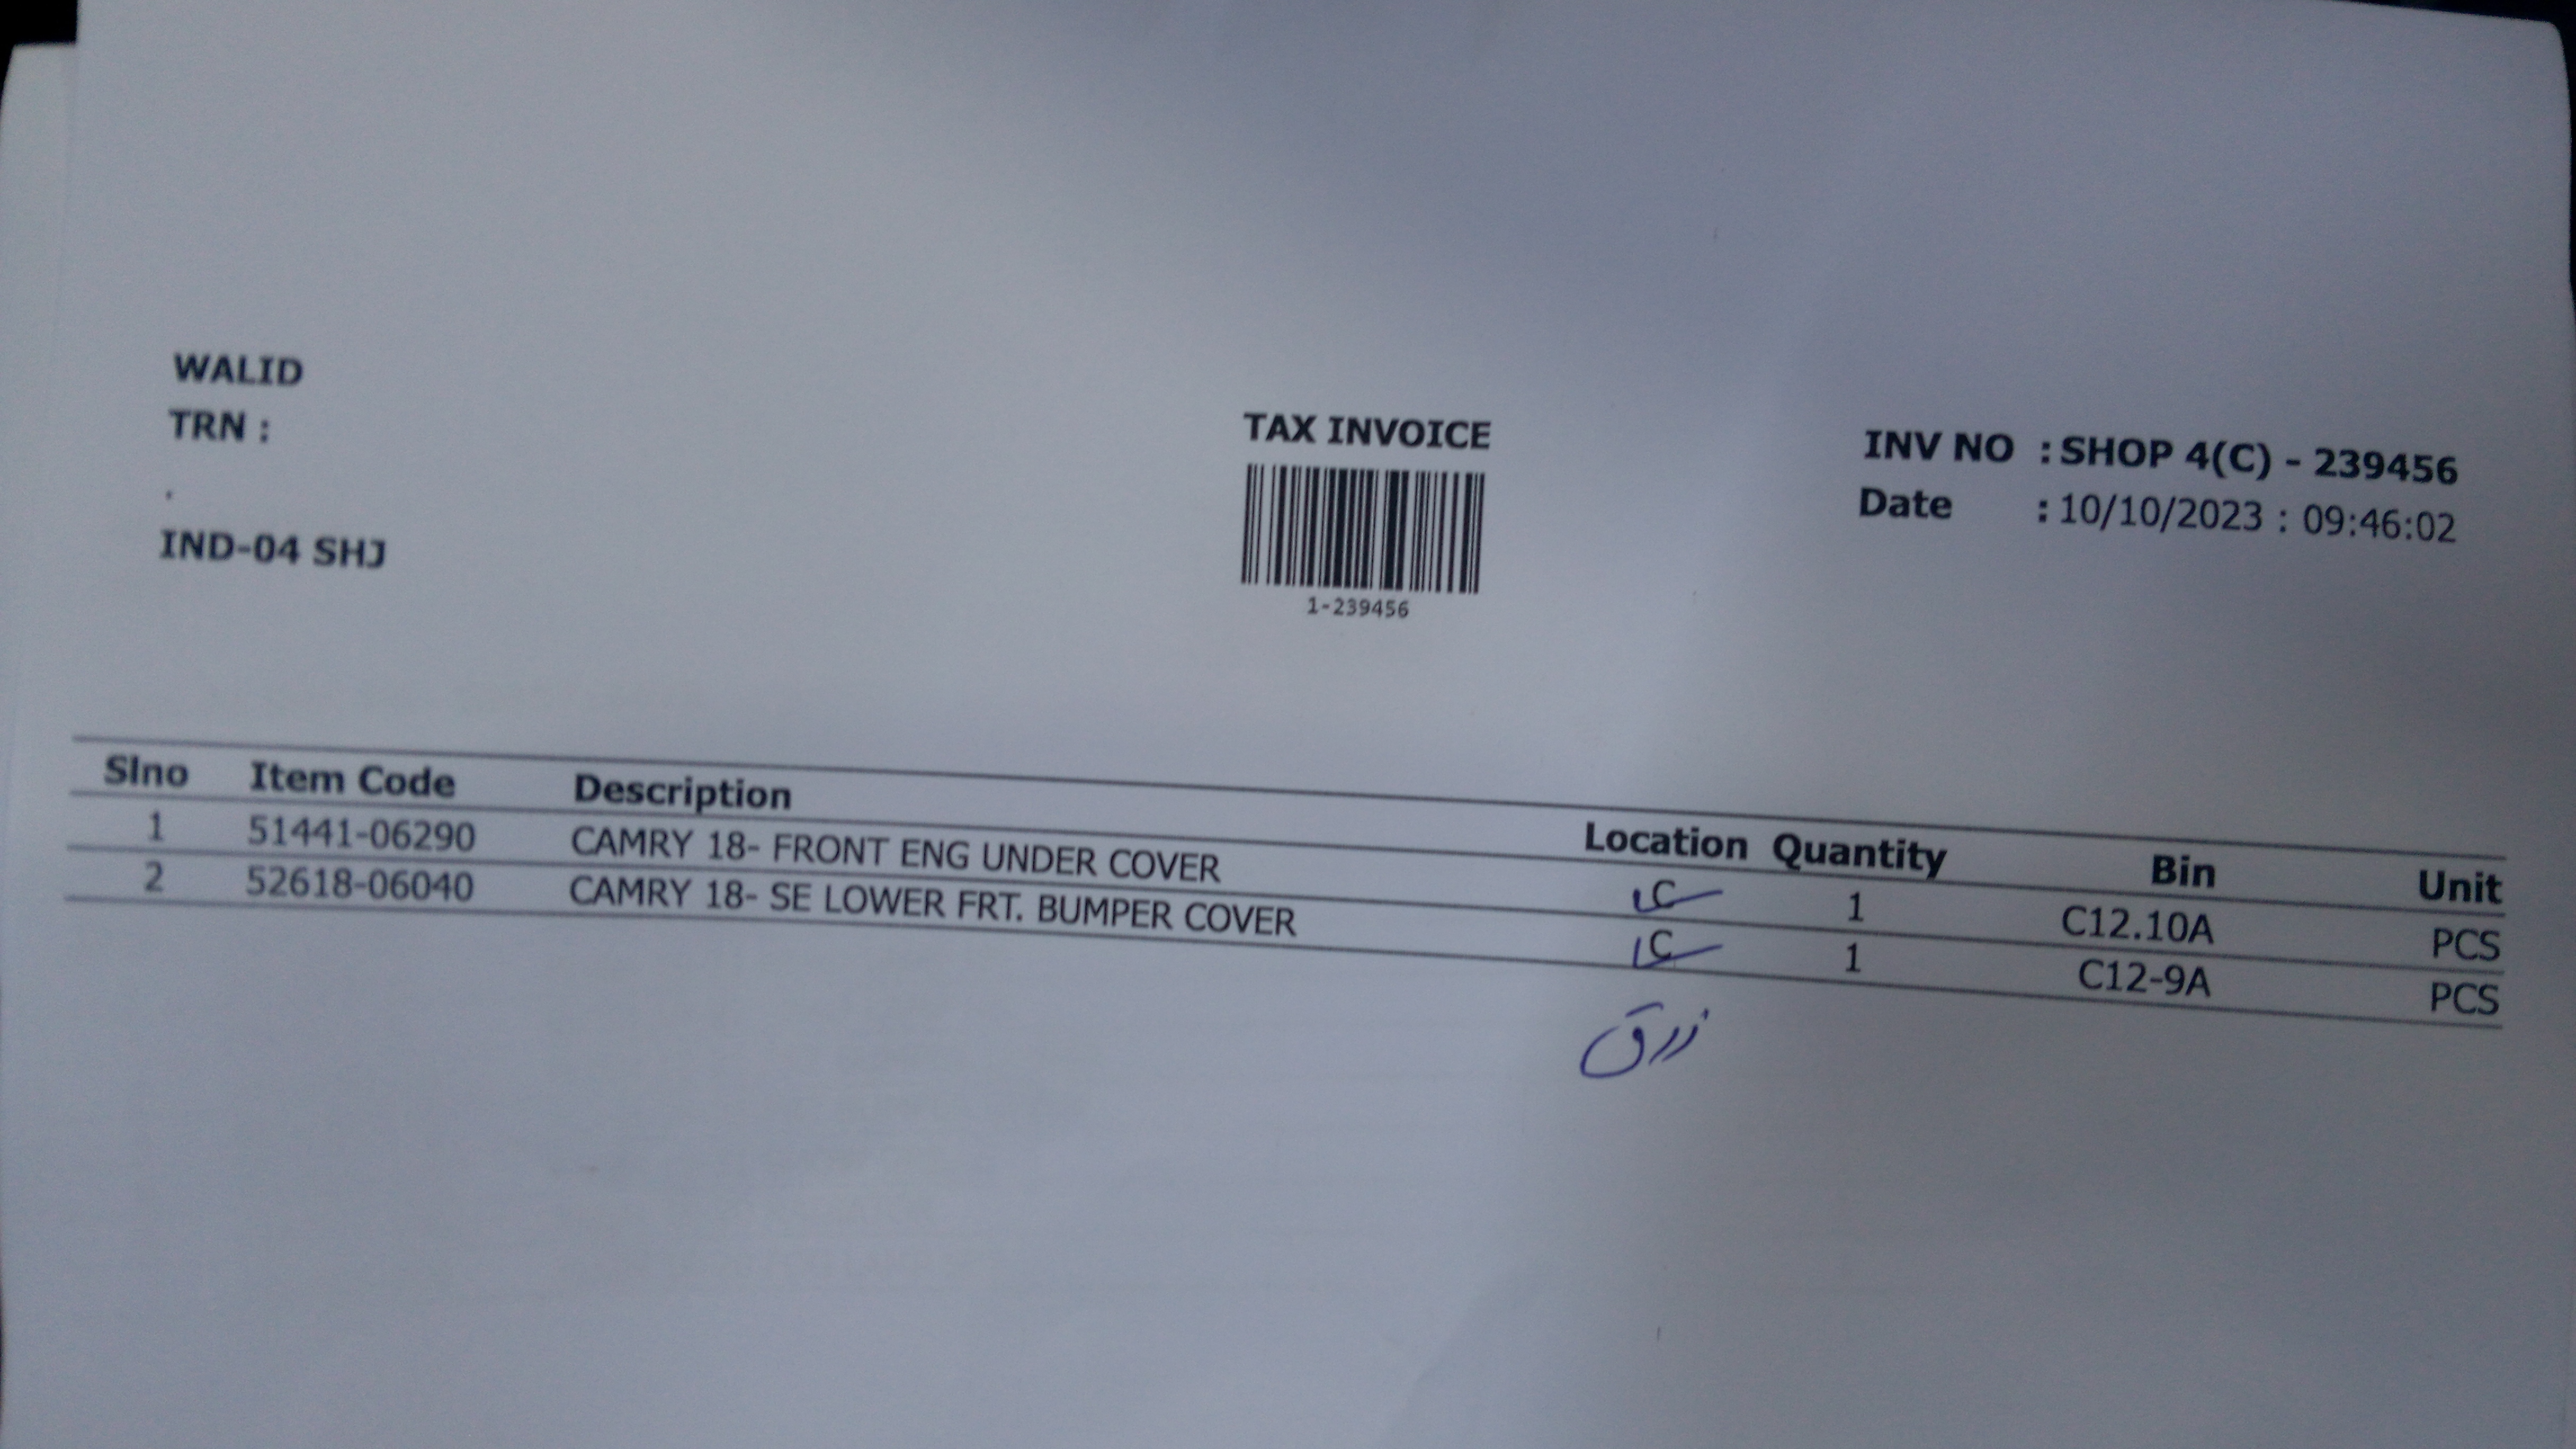 WALID
TRN :
.
IND-04 SHJ
TAX INVOICE
1-239456
INV NO : SHOP 4(C) - 239456
Date : 10/10/2023 : 09:46:02
Slno Item Code Description Location Quantity Bin Unit
1 51441-06290 CAMRY 18- FRONT ENG UNDER COVER C 1 C12.10A PCS
2 52618-06040 CAMRY 18- SE LOWER FRT. BUMPER COVER C 1 C12-9A PCS